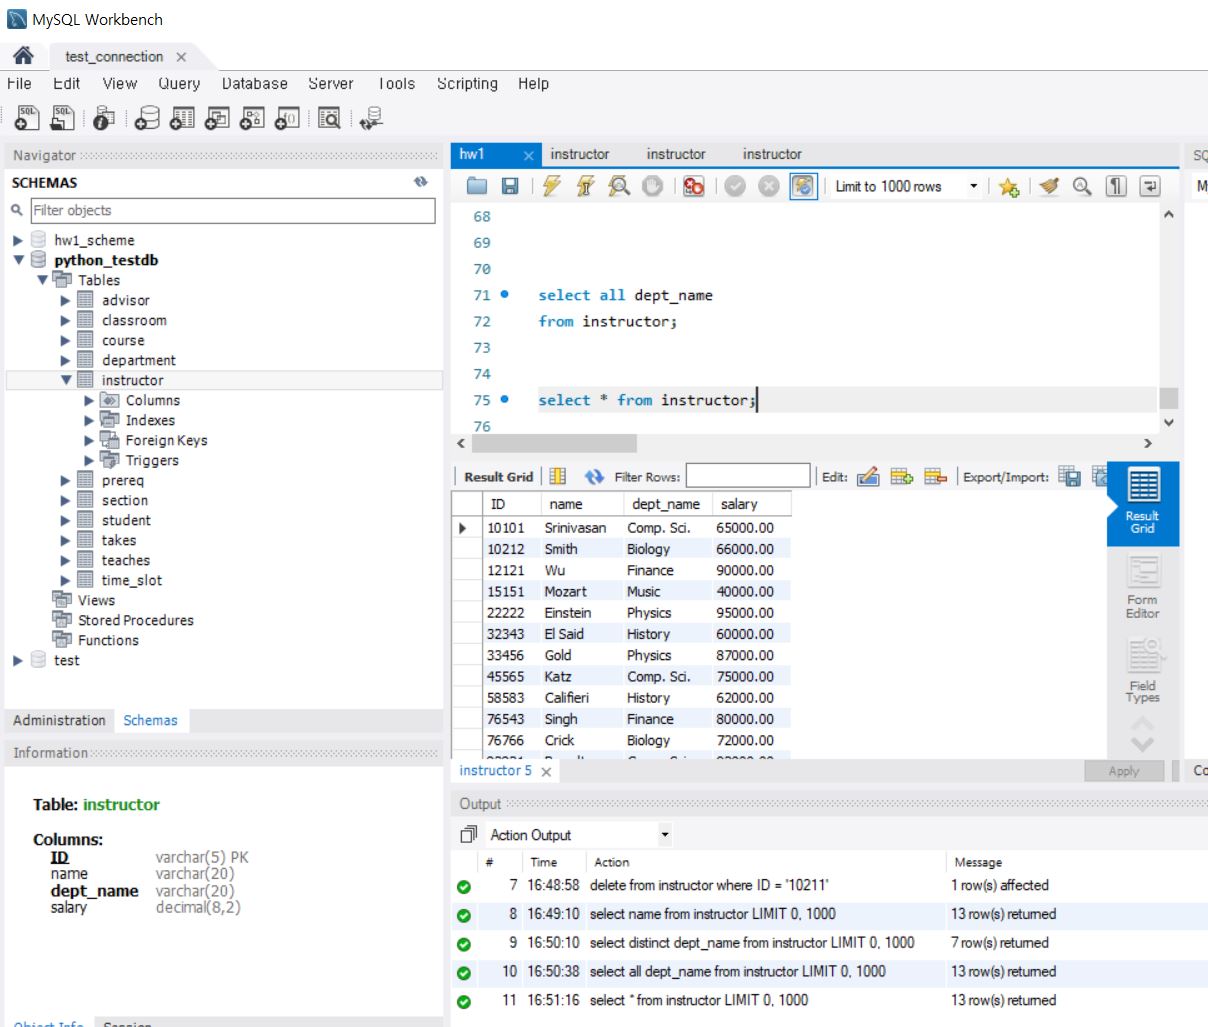 MySQL Workbench
test_connection
File Edit View Query Database Server Tools Scripting Help
Navigator
SCHEMAS
Filter objects
hw1_scheme
python_testdb
Tables
advisor
classroom
course
department
instructor
Columns
Indexes
Foreign Keys
Triggers
prereq
section
student
takes
teaches
time_slot
Views
Stored Procedures
Functions
test
Administration Schemas
Information
Table: instructor
Columns:
ID varchar(5) PK
name varchar(20)
dept_name varchar(20)
salary decimal(8,2)
Object Info Session
hw1 instructor instructor instructor
Limit to 1000 rows
68
69
70
71 select all dept_name
72 from instructor;
73
74
75 select * from instructor;
76
Result Grid Filter Rows: Edit: Export/Import:
ID name dept_name salary
10101 Srinivasan Comp. Sci. 65000.00
10212 Smith Biology 66000.00
12121 Wu Finance 90000.00
15151 Mozart Music 40000.00
22222 Einstein Physics 95000.00
32343 El Said History 60000.00
33456 Gold Physics 87000.00
45565 Katz Comp. Sci. 75000.00
58583 Califieri History 62000.00
76543 Singh Finance 80000.00
76766 Crick Biology 72000.00
Result
Grid
Form
Editor
Field
Types
instructor 5
Apply
Output
Action Output
# Time Action Message
7 16:48:58 delete from instructor where ID = '10211' 1 row(s) affected
8 16:49:10 select name from instructor LIMIT 0, 1000 13 row(s) returned
9 16:50:10 select distinct dept_name from instructor LIMIT 0, 1000 7 row(s) returned
10 16:50:38 select all dept_name from instructor LIMIT 0, 1000 13 row(s) returned
11 16:51:16 select * from instructor LIMIT 0, 1000 13 row(s) returned